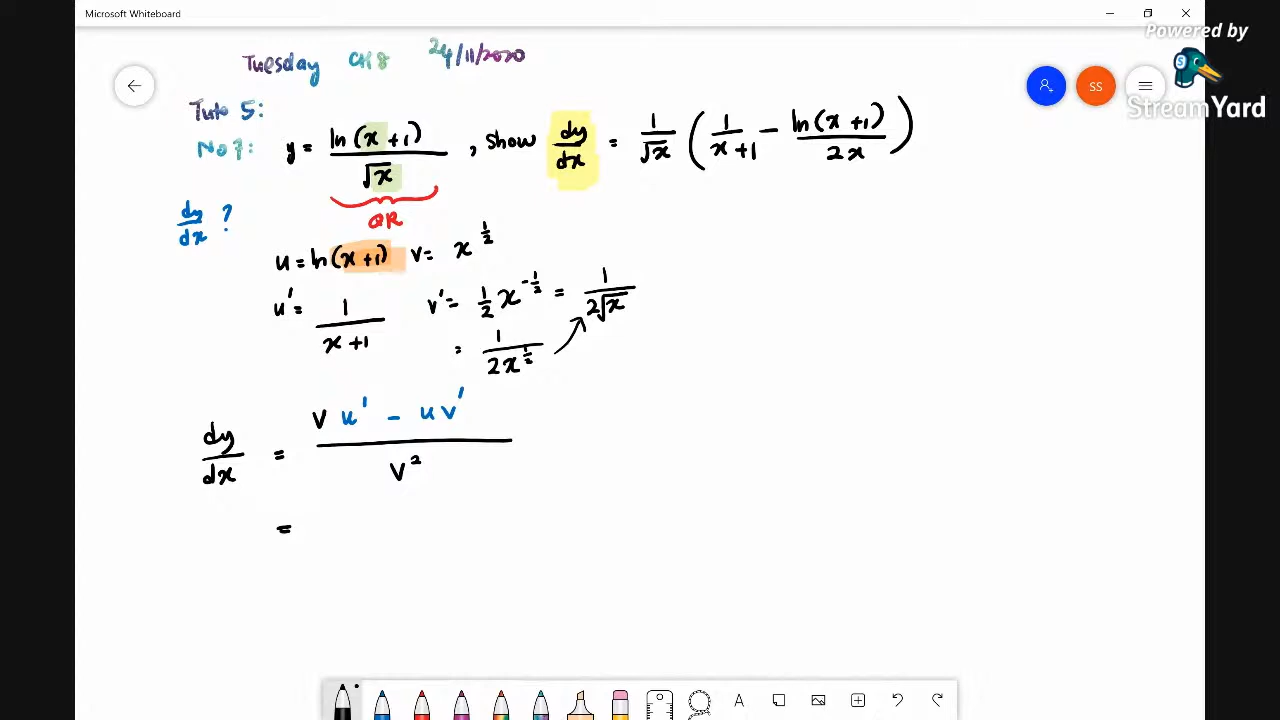 Microsoft Whiteboard
Powered by
StreamYard
SS
Tuesday CH 8 24/11/2020
Tuto 5:
No 7: y = ln(x+1)/√x , show dy/dx = 1/√x ( 1/(x+1) − ln(x+1)/2x )
QR
dy/dx ?
u = ln(x+1) v = x^(1/2)
u' = 1/(x+1) v' = 1/2 x^(-1/2) = 1/(2√x)
= 1/(2x^(1/2))
dy/dx = (v u' − u v')/v²
=
A